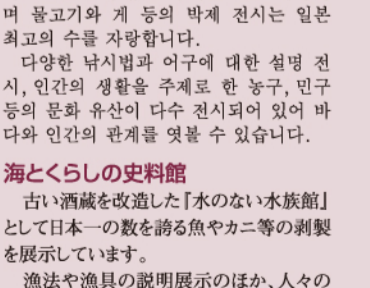 며 물고기와 게 등의 박제 전시는 일본
최고의 수를 자랑합니다.
다양한 낚시법과 어구에 대한 설명 전
시, 인간의 생활을 주제로 한 농구, 민구
등의 문화 유산이 다수 전시되어 있어 바
다와 인간의 관계를 엿볼 수 있습니다.
海とくらしの史料館
古い酒蔵を改造した『水のない水族館』
として日本一の数を誇る魚やカニ等の剥製
を展示しています。
漁法や漁具の説明展示のほか、人々の